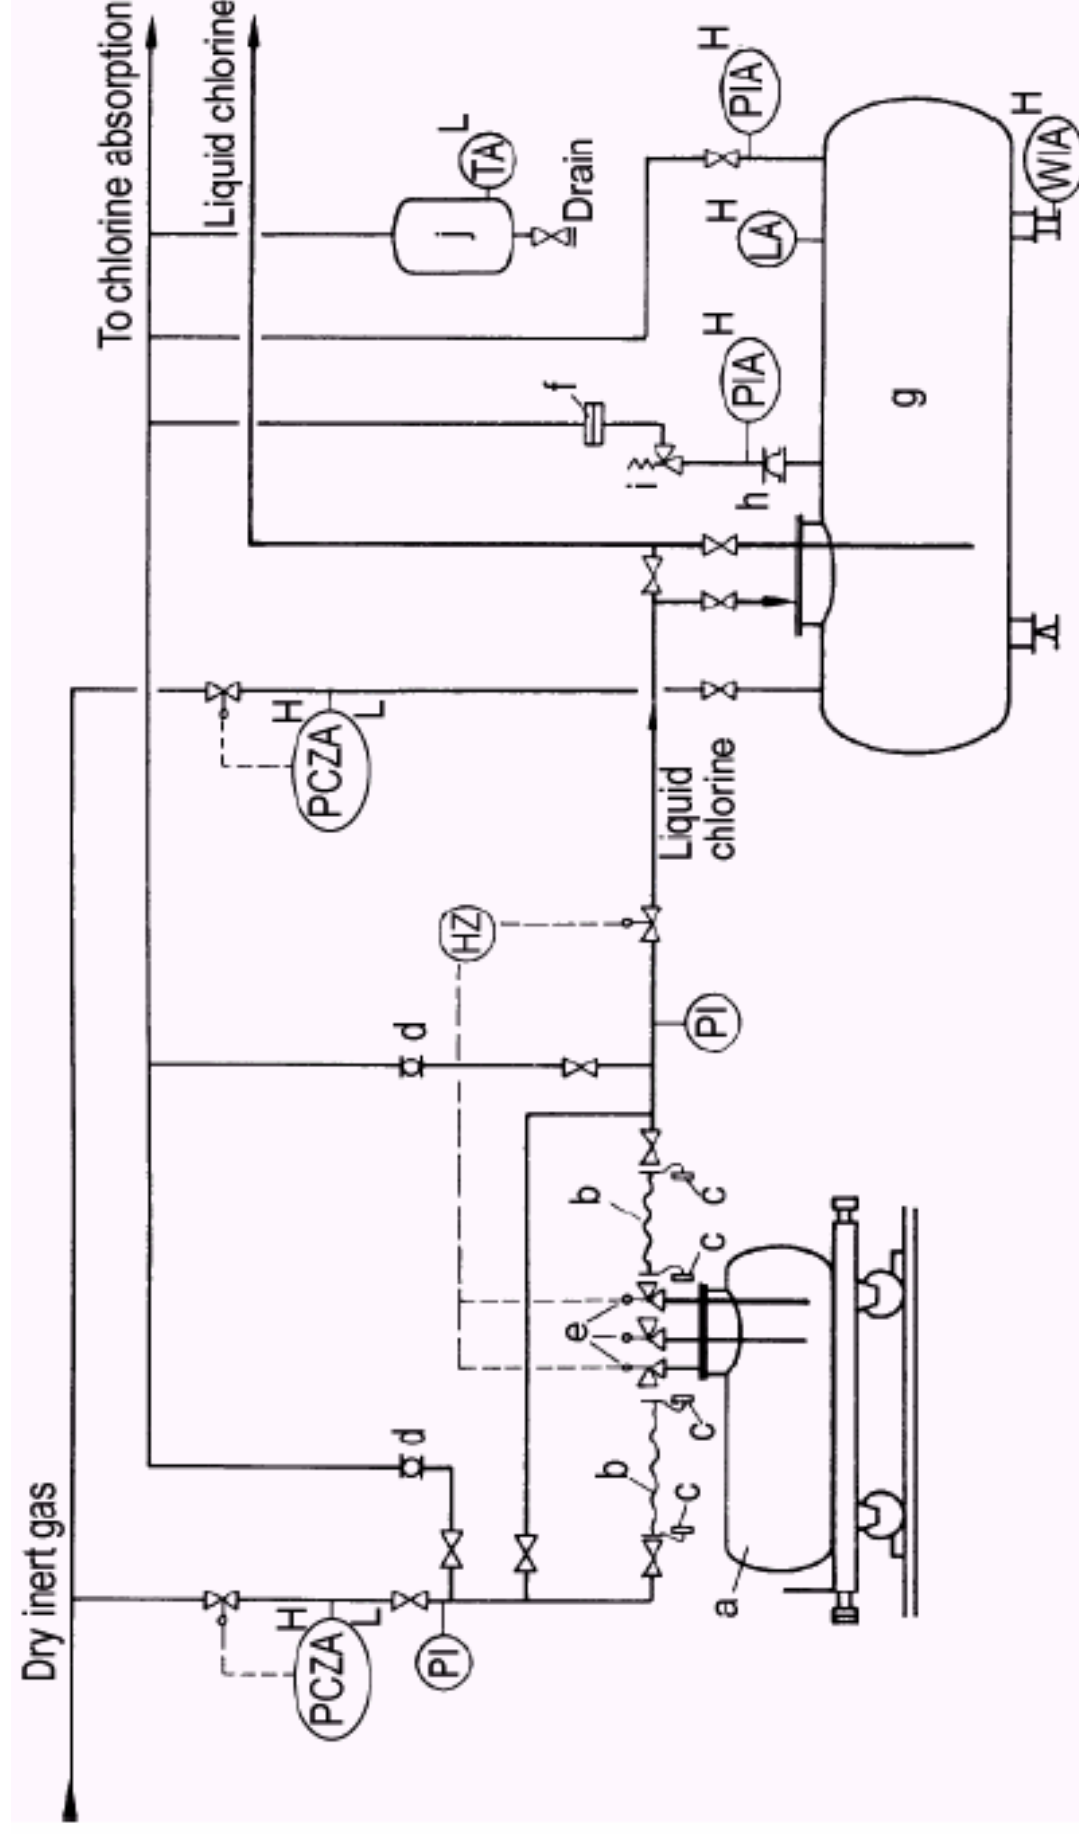 Dry inert gas
To chlorine absorption
Liquid chlorine
PCZA
H
L
PI
d
PCZA
H
L
HZ
d
j
TA
L
Drain
f
i
h
PIA
H
LA
H
PIA
H
Liquid
chlorine
PI
b
c
c
b
c
c
e
a
g
WIA
H